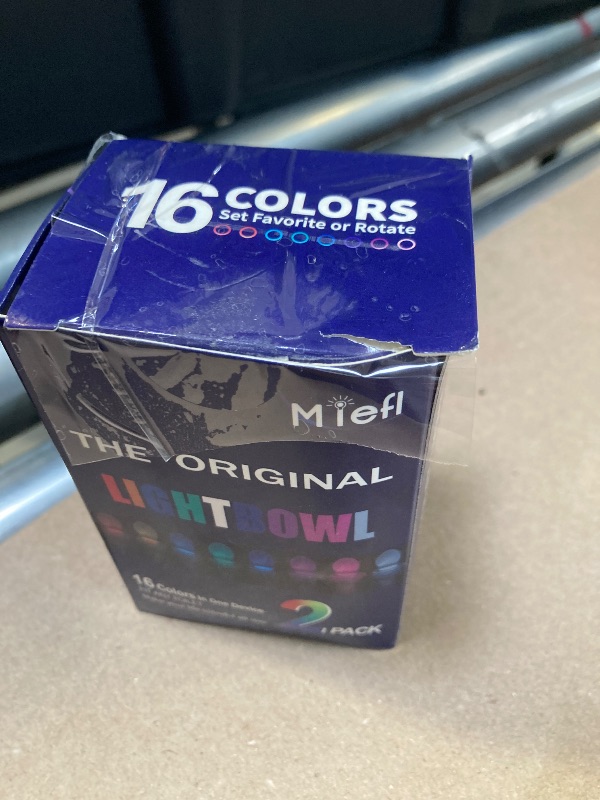 16 COLORS
Set Favorite or Rotate
Miefl
THE ORIGINAL
LIGHTBOWL
16 Colors in One Device
2 PACK